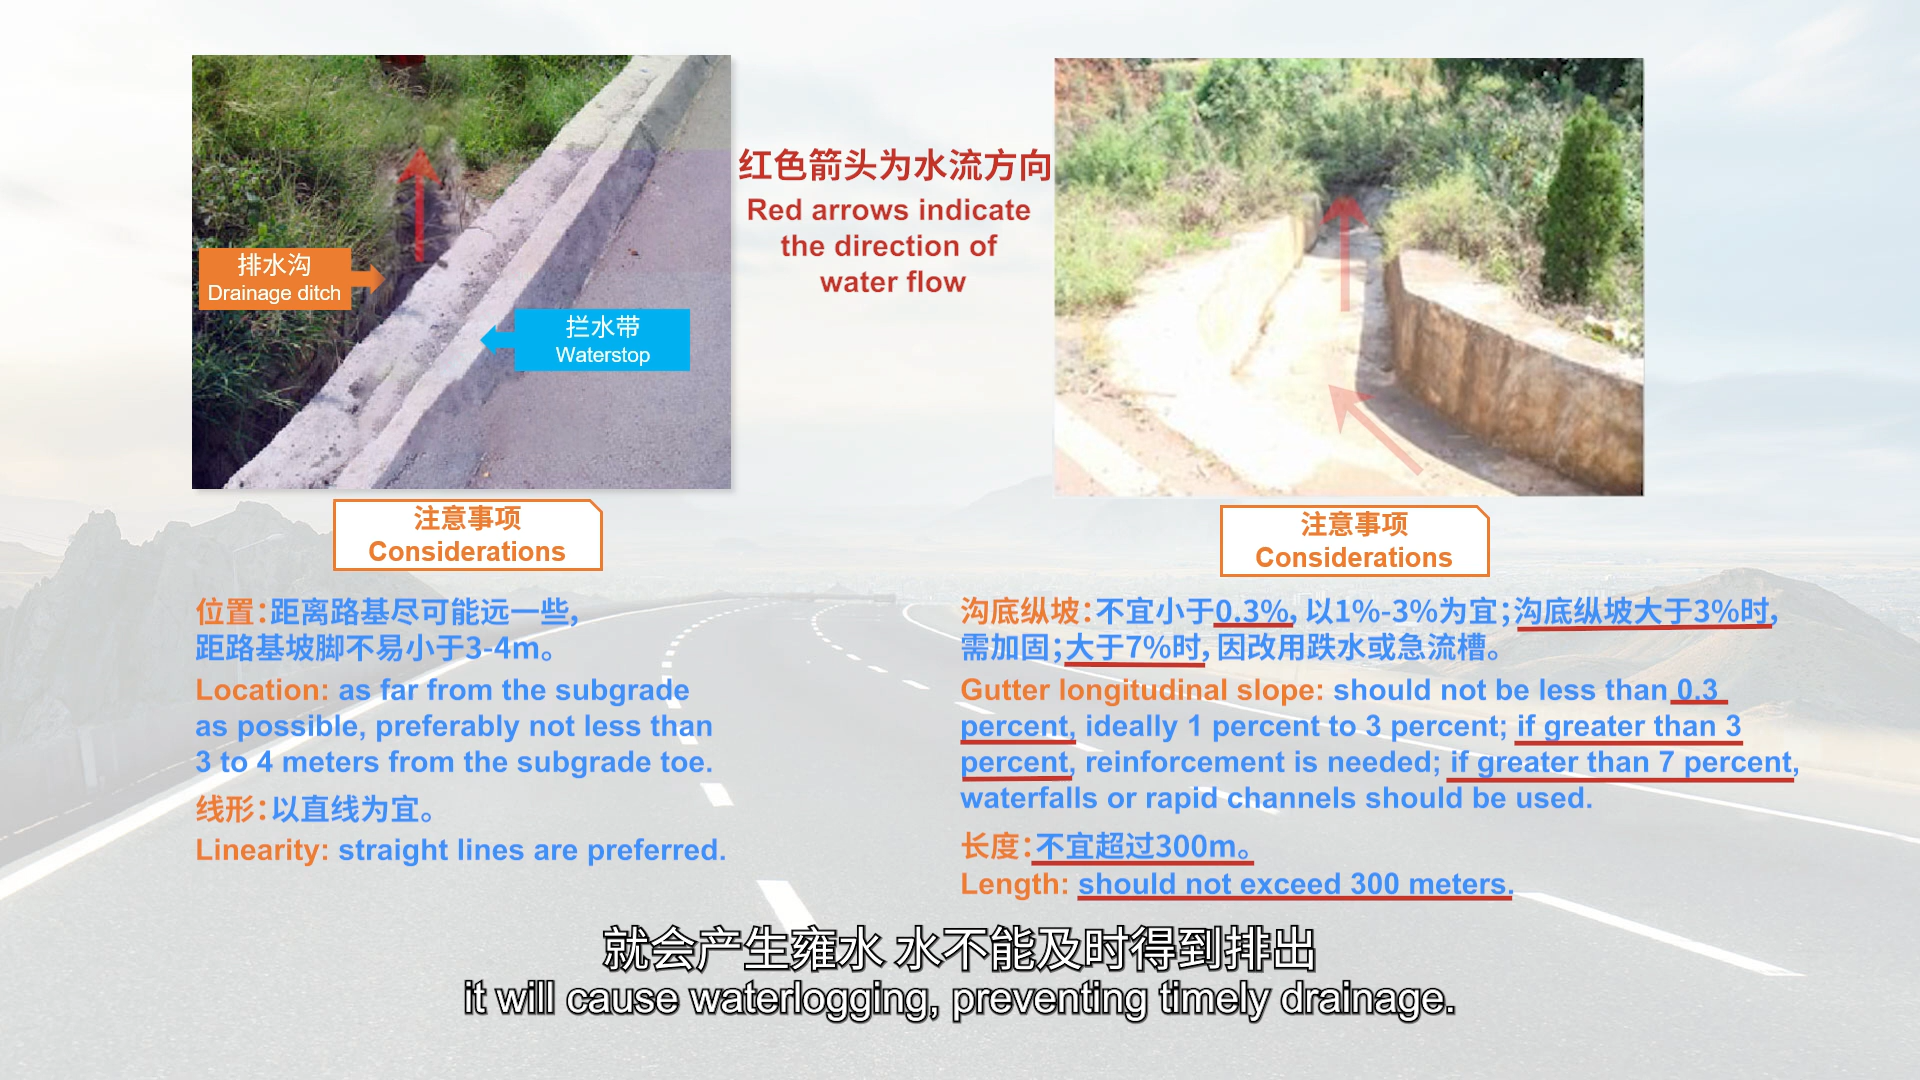 红色箭头为水流方向
Red arrows indicate
the direction of
water flow
排水沟
Drainage ditch
拦水带
Waterstop
注意事项
Considerations
位置：距离路基尽可能远一些，
距路基坡脚不易小于3-4m。
Location: as far from the subgrade
as possible, preferably not less than
3 to 4 meters from the subgrade toe.
线形：以直线为宜。
Linearity: straight lines are preferred.
注意事项
Considerations
沟底纵坡：不宜小于0.3%, 以1%-3%为宜；沟底纵坡大于3%时，
需加固；大于7%时，因改用跌水或急流槽。
Gutter longitudinal slope: should not be less than 0.3
percent, ideally 1 percent to 3 percent; if greater than 3
percent, reinforcement is needed; if greater than 7 percent,
waterfalls or rapid channels should be used.
长度：不宜超过300m。
Length: should not exceed 300 meters.
就会产生雍水 水不能及时得到排出
it will cause waterlogging, preventing timely drainage.